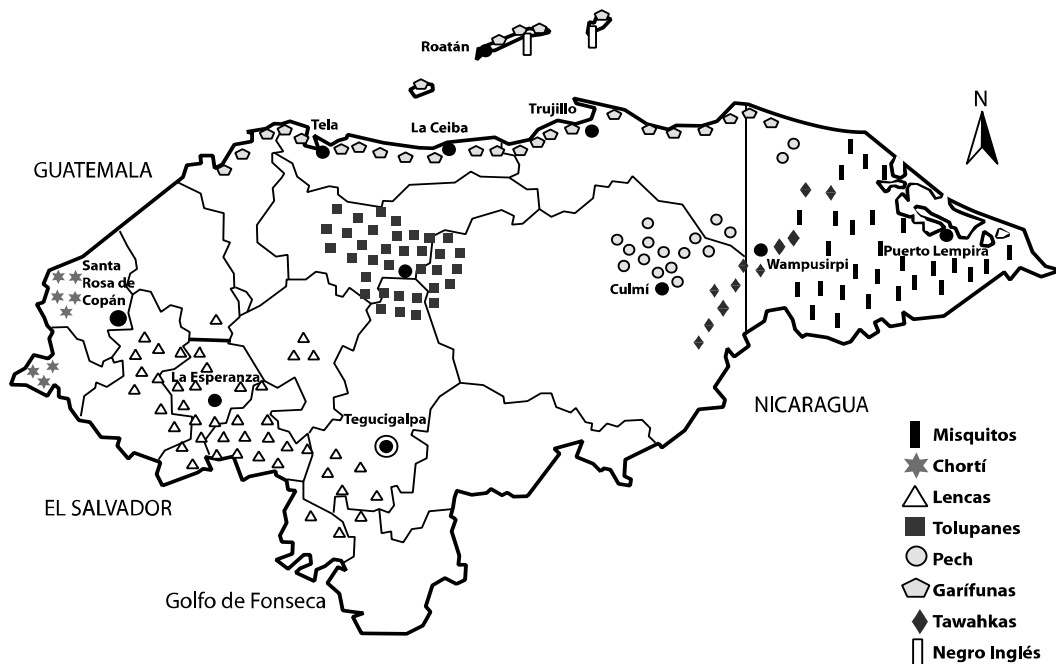 Roatán
N
Trujillo
Tela
La Ceiba
GUATEMALA
Puerto Lempira
Wampusirpi
Santa
Rosa de
Copán
Culmí
La Esperanza
NICARAGUA
Tegucigalpa
EL SALVADOR
Golfo de Fonseca
Misquitos
Chortí
Lencas
Tolupanes
Pech
Garífunas
Tawahkas
Negro Inglés